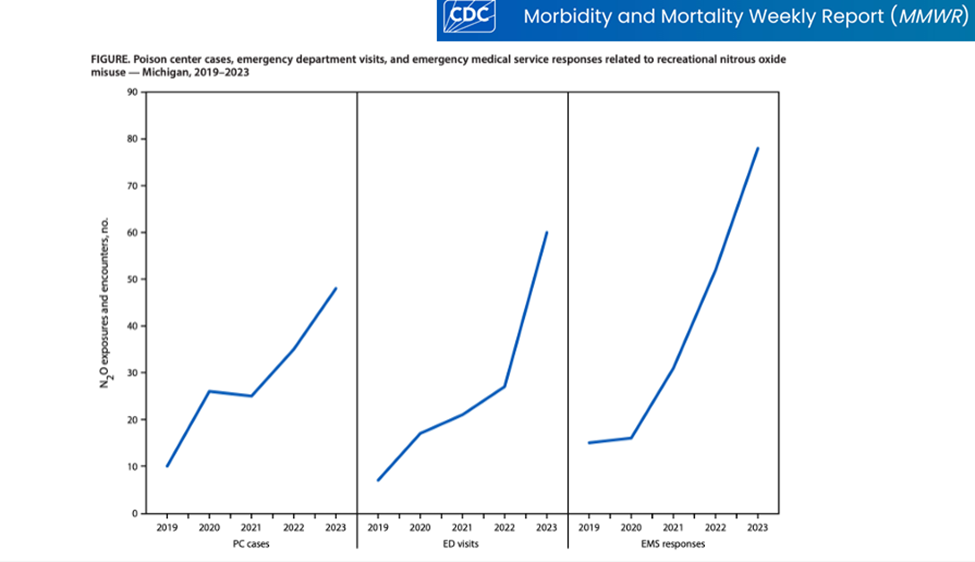 CDC
Morbidity and Mortality Weekly Report (MMWR)
FIGURE. Poison center cases, emergency department visits, and emergency medical service responses related to recreational nitrous oxide
misuse — Michigan, 2019–2023
N₂O exposures and encounters, no.
90
80
70
60
50
40
30
20
10
0
2019 2020 2021 2022 2023 2019 2020 2021 2022 2023 2019 2020 2021 2022 2023
PC cases ED visits EMS responses